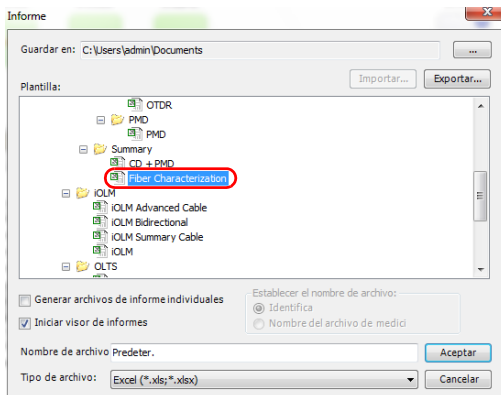 Informe
Guardar en: C:\Users\admin\Documents
...
Importar... Exportar...
Plantilla:
OTDR
PMD
PMD
Summary
CD + PMD
Fiber Characterization
iOLM
iOLM Advanced Cable
iOLM Bidirectional
iOLM Summary Cable
iOLM
OLTS
Generar archivos de informe individuales
Iniciar visor de informes
Establecer el nombre de archivo:
Identifica
Nombre del archivo de medici
Nombre de archivo Predeter.
Aceptar
Tipo de archivo: Excel (*.xls;*.xlsx)
Cancelar